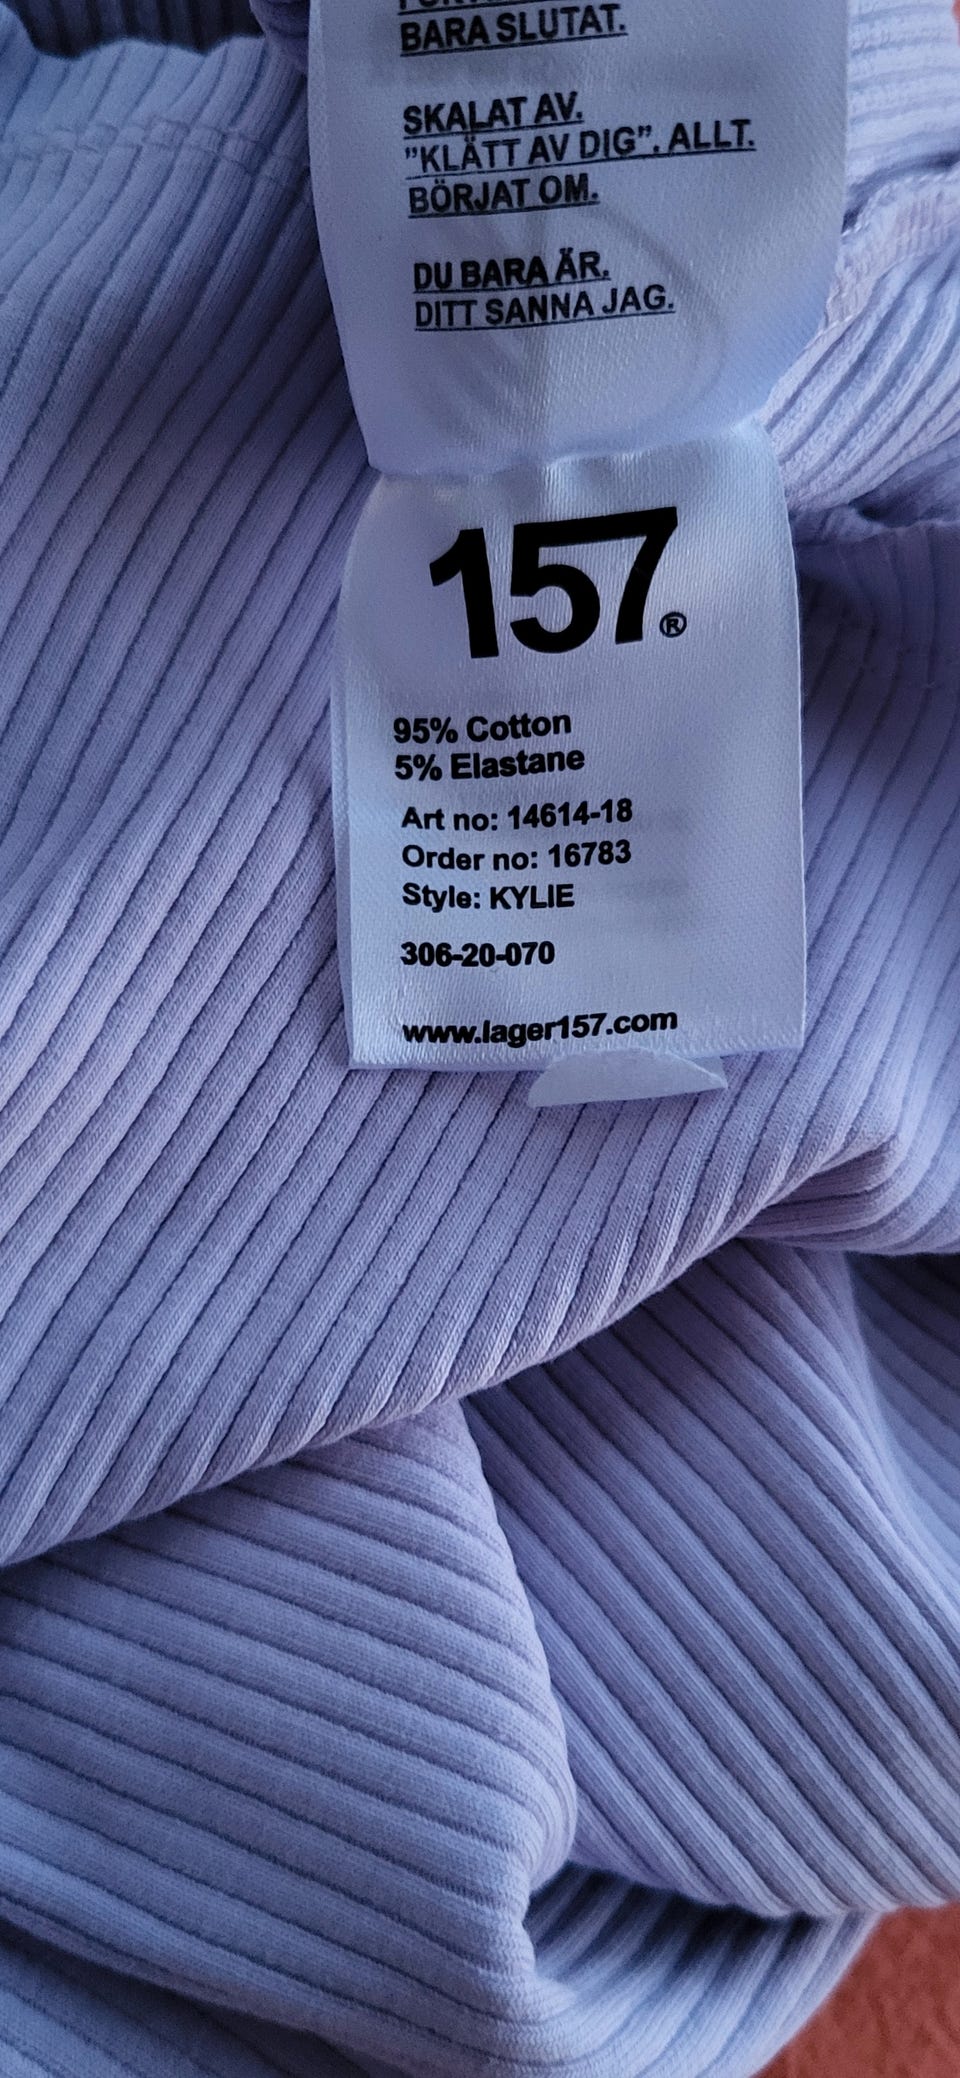 BARA SLUTAT.
SKALAT AV.
"KLÄTT AV DIG". ALLT.
BÖRJAT OM.
DU BARA ÄR.
DITT SANNA JAG.
157®
95% Cotton
5% Elastane
Art no: 14614-18
Order no: 16783
Style: KYLIE
306-20-070
www.lager157.com